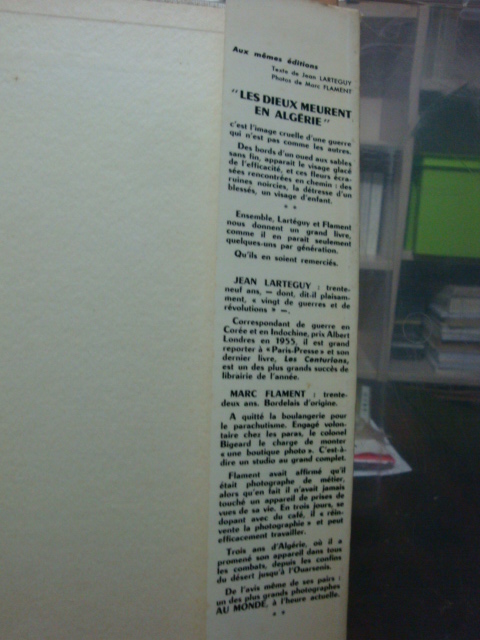 Aux mêmes éditions
Texte de Jean LARTEGUY
Photos de Marc FLAMENT
"LES DIEUX MEURENT
EN ALGÉRIE"
c'est l'image cruelle d'une guerre
qui n'est pas comme les autres.
Des bords d'un oued aux sables
sans fin, apparaît le visage glacé
de l'efficacité, et ces fleurs écra-
sées rencontrées en chemin : des
ruines noircies, la détresse d'un
blessés, un visage d'enfant.
* *
Ensemble, Lartéguy et Flament
nous donnent un grand livre,
comme il en paraît seulement
quelques-uns par génération.
Qu'ils en soient remerciés.
JEAN LARTEGUY : trente-
neuf ans, — dont, dit-il plaisam-
ment, « vingt de guerres et de
révolutions » —.
Correspondant de guerre en
Corée et en Indochine, prix Albert
Londres en 1955, il est grand
reporter à « Paris-Presse » et son
dernier livre, Les Centurions,
est un des plus grands succès de
librairie de l'année.
MARC FLAMENT : trente-
deux ans. Bordelais d'origine.
A quitté la boulangerie pour
le parachutisme. Engagé volon-
taire chez les paras, le colonel
Bigeard le charge de monter
« une boutique photo ». C'est-à-
dire un studio au grand complet.
Flament avait affirmé qu'il
était photographe de métier,
alors qu'en fait il n'avait jamais
touché un appareil de prises de
vues de sa vie. En trois jours, se
dopant avec du café, il « réin-
vente la photographie » et peut
efficacement travailler.
Trois ans d'Algérie, où il a
promené son appareil dans tous
les combats, depuis les confins
du désert jusqu'à l'Ouarsenis.
De l'avis même de ses pairs :
un des plus grands photographes
AU MONDE, à l'heure actuelle.
* *